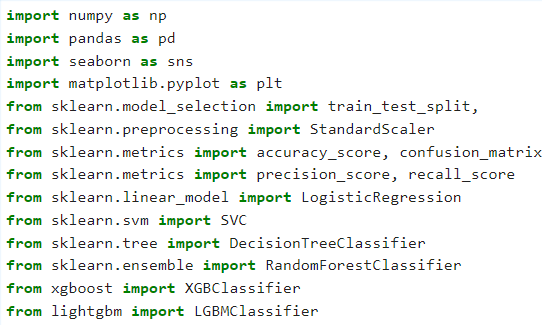 import numpy as np
import pandas as pd
import seaborn as sns
import matplotlib.pyplot as plt
from sklearn.model_selection import train_test_split,
from sklearn.preprocessing import StandardScaler
from sklearn.metrics import accuracy_score, confusion_matrix
from sklearn.metrics import precision_score, recall_score
from sklearn.linear_model import LogisticRegression
from sklearn.svm import SVC
from sklearn.tree import DecisionTreeClassifier
from sklearn.ensemble import RandomForestClassifier
from xgboost import XGBClassifier
from lightgbm import LGBMClassifier